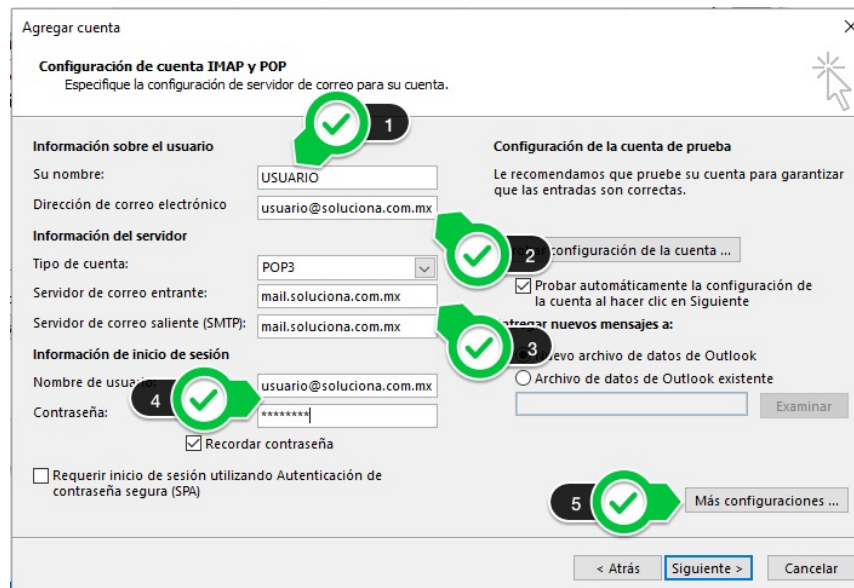 Agregar cuenta
Configuración de cuenta IMAP y POP
Especifique la configuración de servidor de correo para su cuenta.
1
Información sobre el usuario
Su nombre:
USUARIO
Dirección de correo electrónico
usuario@soluciona.com.mx
Información del servidor
Tipo de cuenta:
POP3
Servidor de correo entrante:
mail.soluciona.com.mx
Servidor de correo saliente (SMTP):
mail.soluciona.com.mx
Información de inicio de sesión
Nombre de usuario:
usuario@soluciona.com.mx
4
Contraseña:
********
Recordar contraseña
Requerir inicio de sesión utilizando Autenticación de
contraseña segura (SPA)
Configuración de la cuenta de prueba
Le recomendamos que pruebe su cuenta para garantizar
que las entradas son correctas.
2
configuración de la cuenta ...
Probar automáticamente la configuración de
la cuenta al hacer clic en Siguiente
nuevos mensajes a:
3
archivo de datos de Outlook
Archivo de datos de Outlook existente
Examinar
5
Más configuraciones ...
< Atrás
Siguiente >
Cancelar